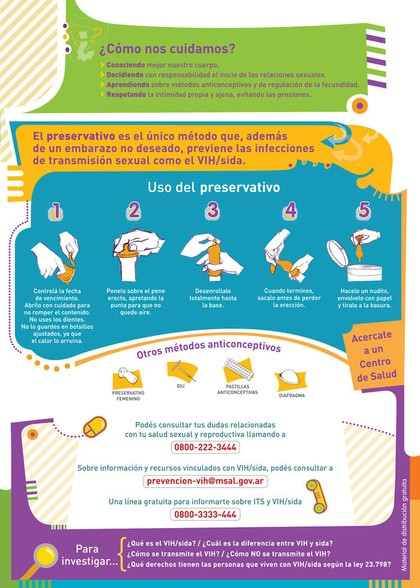 ¿Cómo nos cuidamos?
Conociendo mejor nuestro cuerpo.
Decidiendo con responsabilidad el inicio de las relaciones sexuales.
Aprendiendo sobre métodos anticonceptivos y de regulación de la fecundidad.
Respetando la intimidad propia y ajena, evitando las presiones.
El preservativo es el único método que, además
de un embarazo no deseado, previene las infecciones
de transmisión sexual como el VIH/sida.
Uso del preservativo
1
2
3
4
5
Controlá la fecha
de vencimiento.
Abrilo con cuidado para
no romper el contenido.
No uses los dientes.
No lo guardes en bolsillos
ajustados, ya que
el calor lo arruina.
Ponelo sobre el pene
erecto, apretando la
punta para que no
quede aire.
Desenrollalo
totalmente hasta
la base.
Cuando termines,
sacalo antes de perder
la erección.
Hacele un nudito,
envolvelo con papel
y tiralo a la basura.
Otros métodos anticonceptivos
PRESERVATIVO
FEMENINO
DIU
PASTILLAS
ANTICONCEPTIVAS
DIAFRAGMA
Acercate
a un
Centro
de Salud
Podés consultar tus dudas relacionadas
con tu salud sexual y reproductiva llamando a
0800-222-3444
Sobre información y recursos vinculados con VIH/sida, podés consultar a
prevencion-vih@msal.gov.ar
Una línea gratuita para informarte sobre ITS y VIH/sida
0800-3333-444
Para
investigar...
¿Qué es el VIH/sida? / ¿Cuál es la diferencia entre VIH y sida?
¿Cómo se transmite el VIH? / ¿Cómo NO se transmite el VIH?
¿Qué derechos tienen las personas que viven con VIH/sida según la ley 23.798?
Material de distribución gratuita